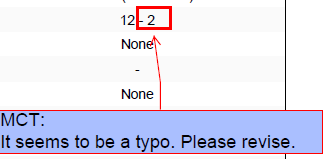 12 - 2
None
-
None
MCT:
It seems to be a typo. Please revise.